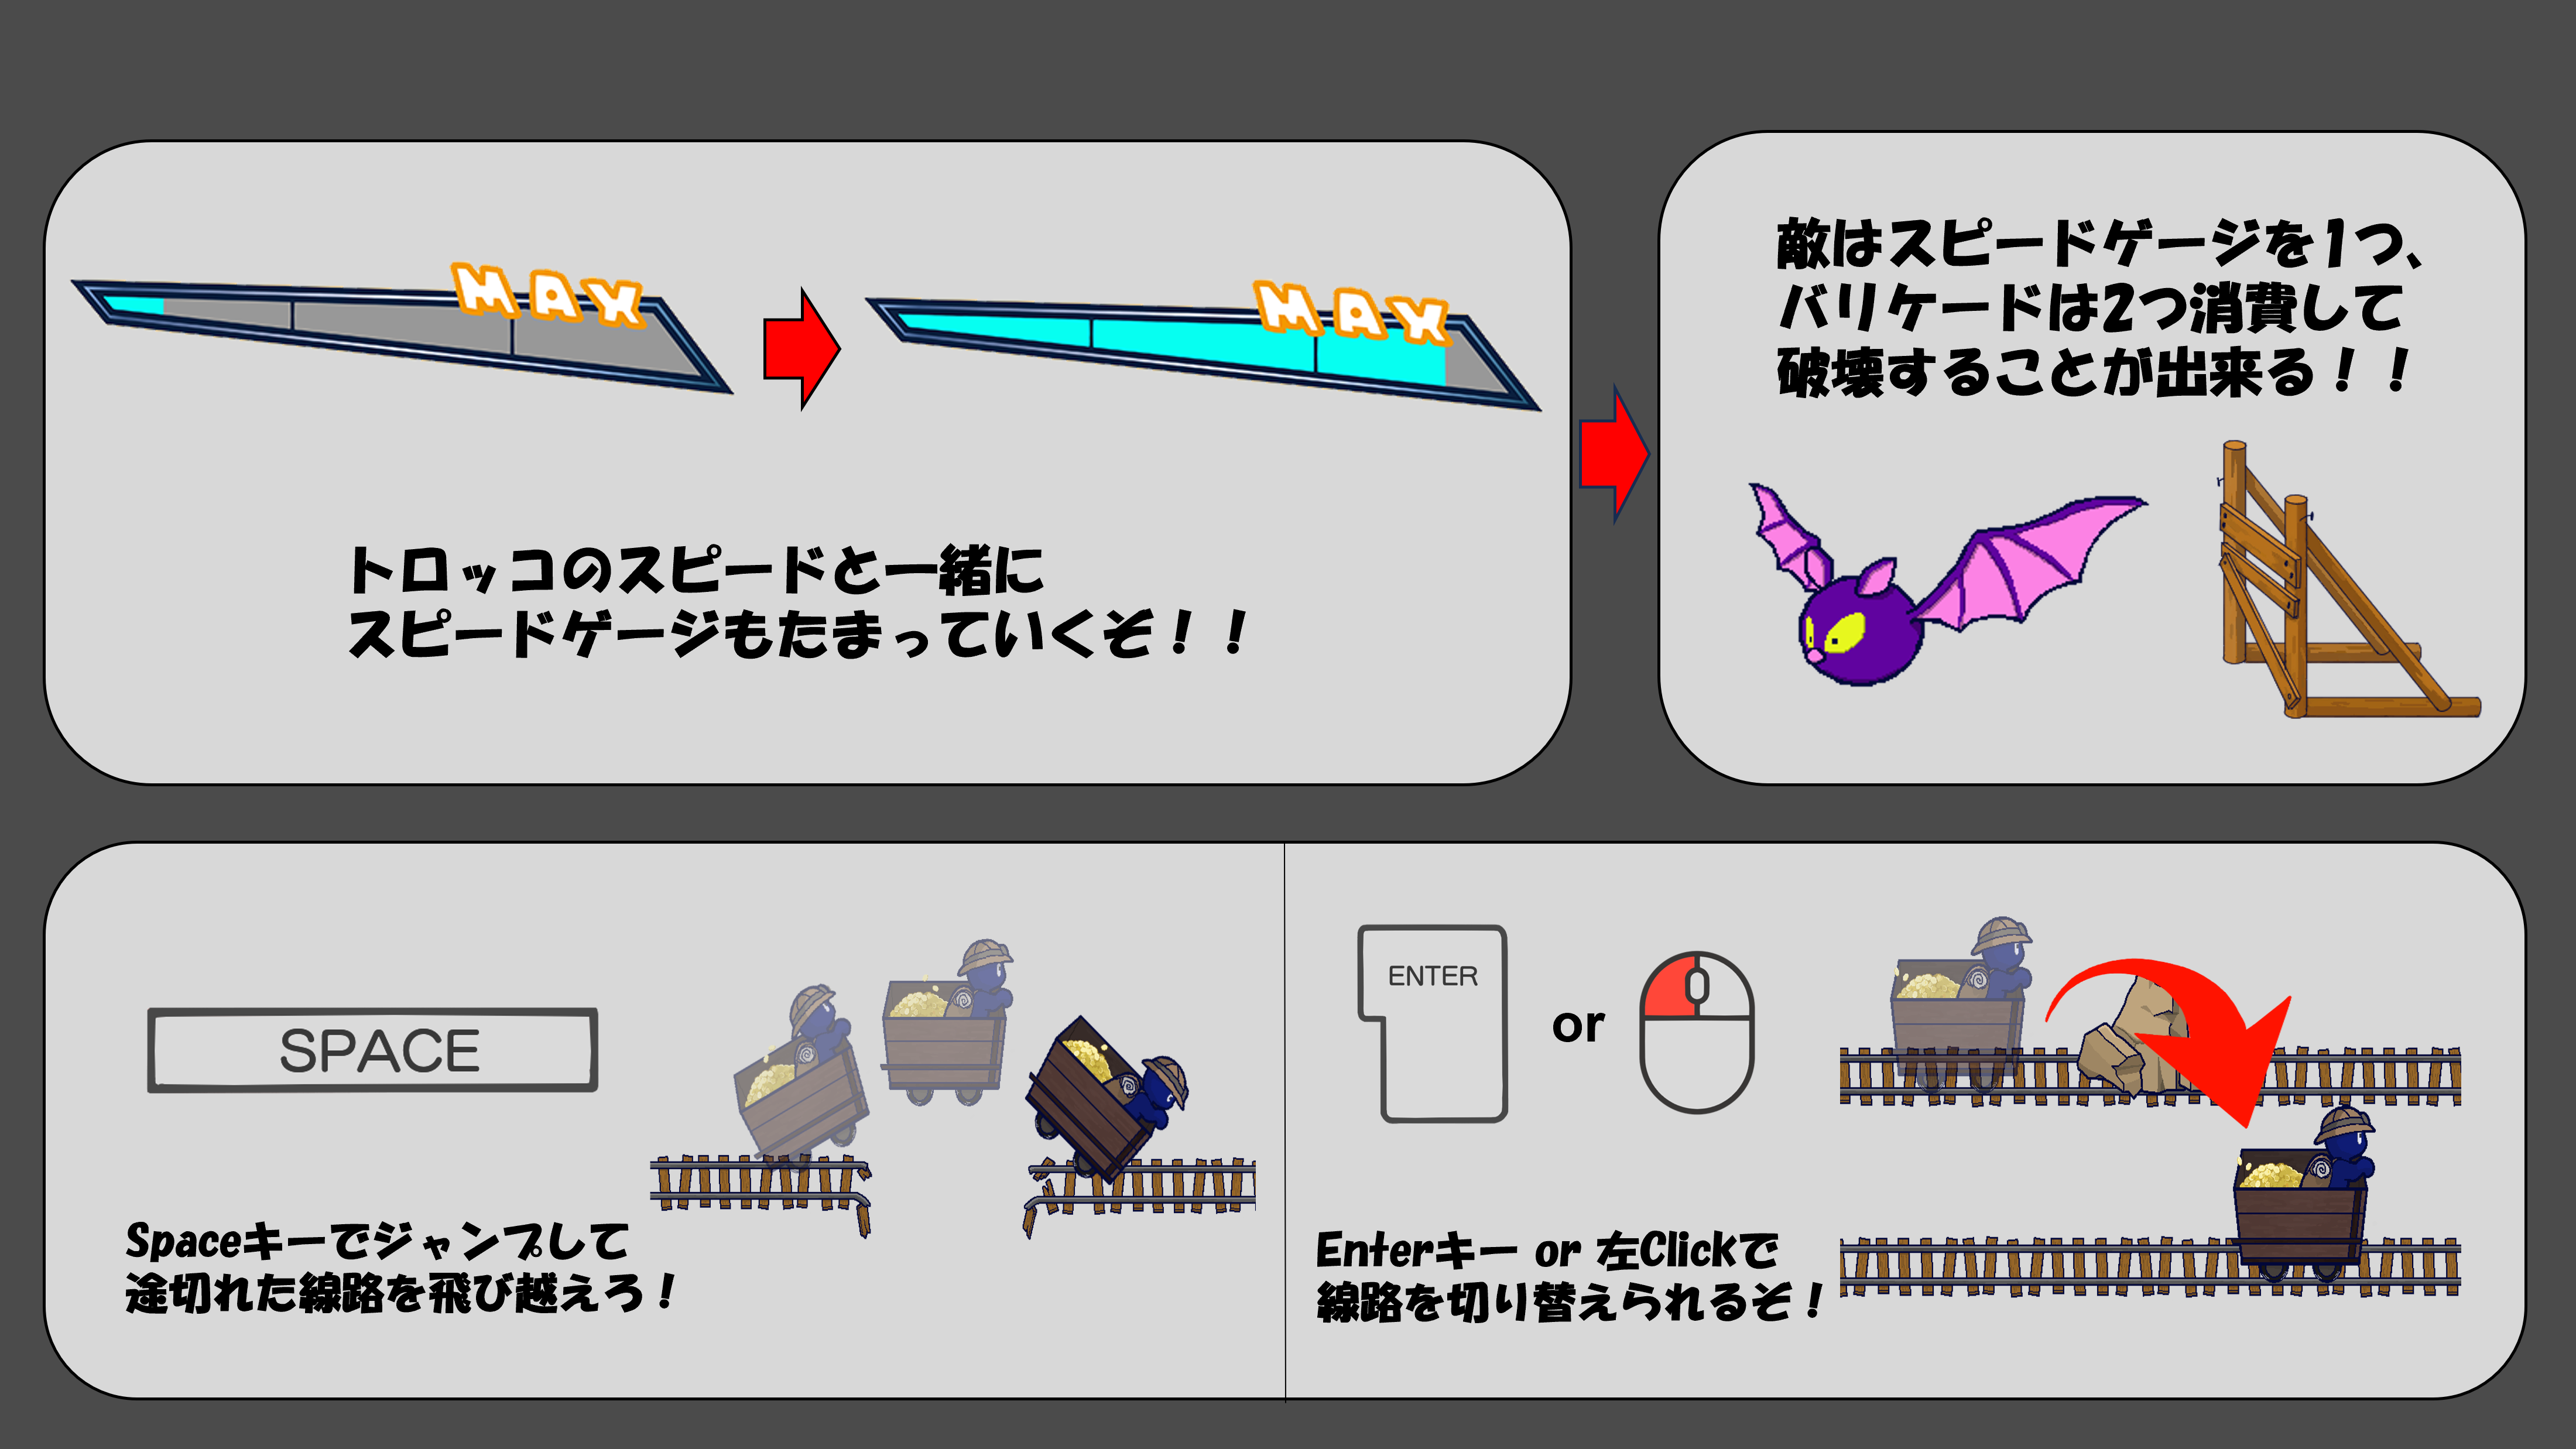 MAX
MAX
トロッコのスピードと一緒に
スピードゲージもたまっていくぞ！！
敵はスピードゲージを1つ、
バリケードは2つ消費して
破壊することが出来る！！
SPACE
Spaceキーでジャンプして
途切れた線路を飛び越えろ！
ENTER
or
Enterキー or 左Clickで
線路を切り替えられるぞ！